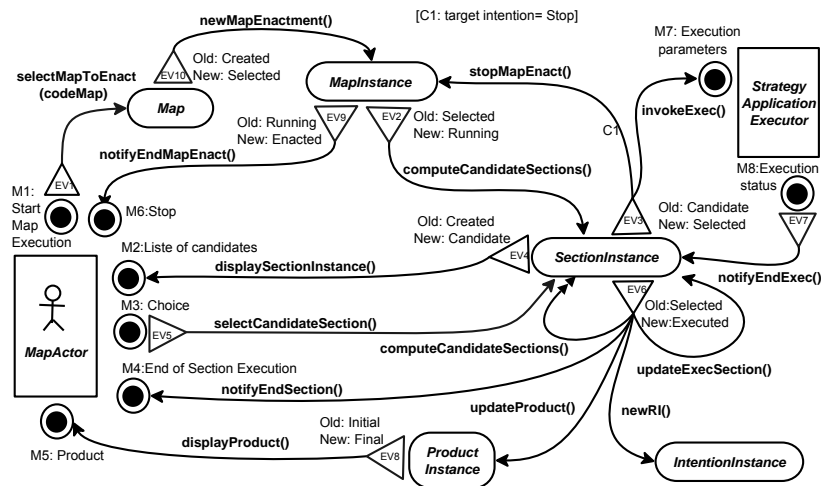 [C1: target intention= Stop]
newMapEnactment()
M7: Execution
parameters
Old: Created
New: Selected
EV10
selectMapToEnact
(codeMap)
Map
MapInstance
stopMapEnact()
Strategy
Application
Executor
invokeExec()
Old: Running
New: Enacted
EV9
EV2
Old: Selected
New: Running
C1
notifyEndMapEnact()
computeCandidateSections()
M8:Execution
status
EV1
M1:
Start
Map
Execution
M6:Stop
EV3
Old: Candidate
New: Selected
EV7
Old: Created
New: Candidate
M2:Liste of candidates
displaySectionInstance()
EV4
SectionInstance
notifyEndExec()
EV6
M3: Choice
Old:Selected
New:Executed
EV5
selectCandidateSection()
MapActor
computeCandidateSections()
M4:End of Section Execution
updateExecSection()
notifyEndSection()
updateProduct()
newRI()
Old: Initial
New: Final
displayProduct()
EV8
Product
Instance
M5: Product
IntentionInstance